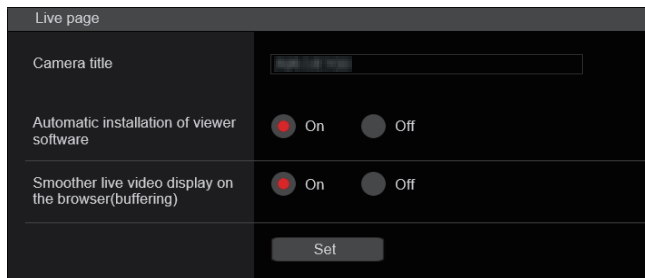 Live page
Camera title
Automatic installation of viewer
software
On
Off
Smoother live video display on
the browser(buffering)
On
Off
Set